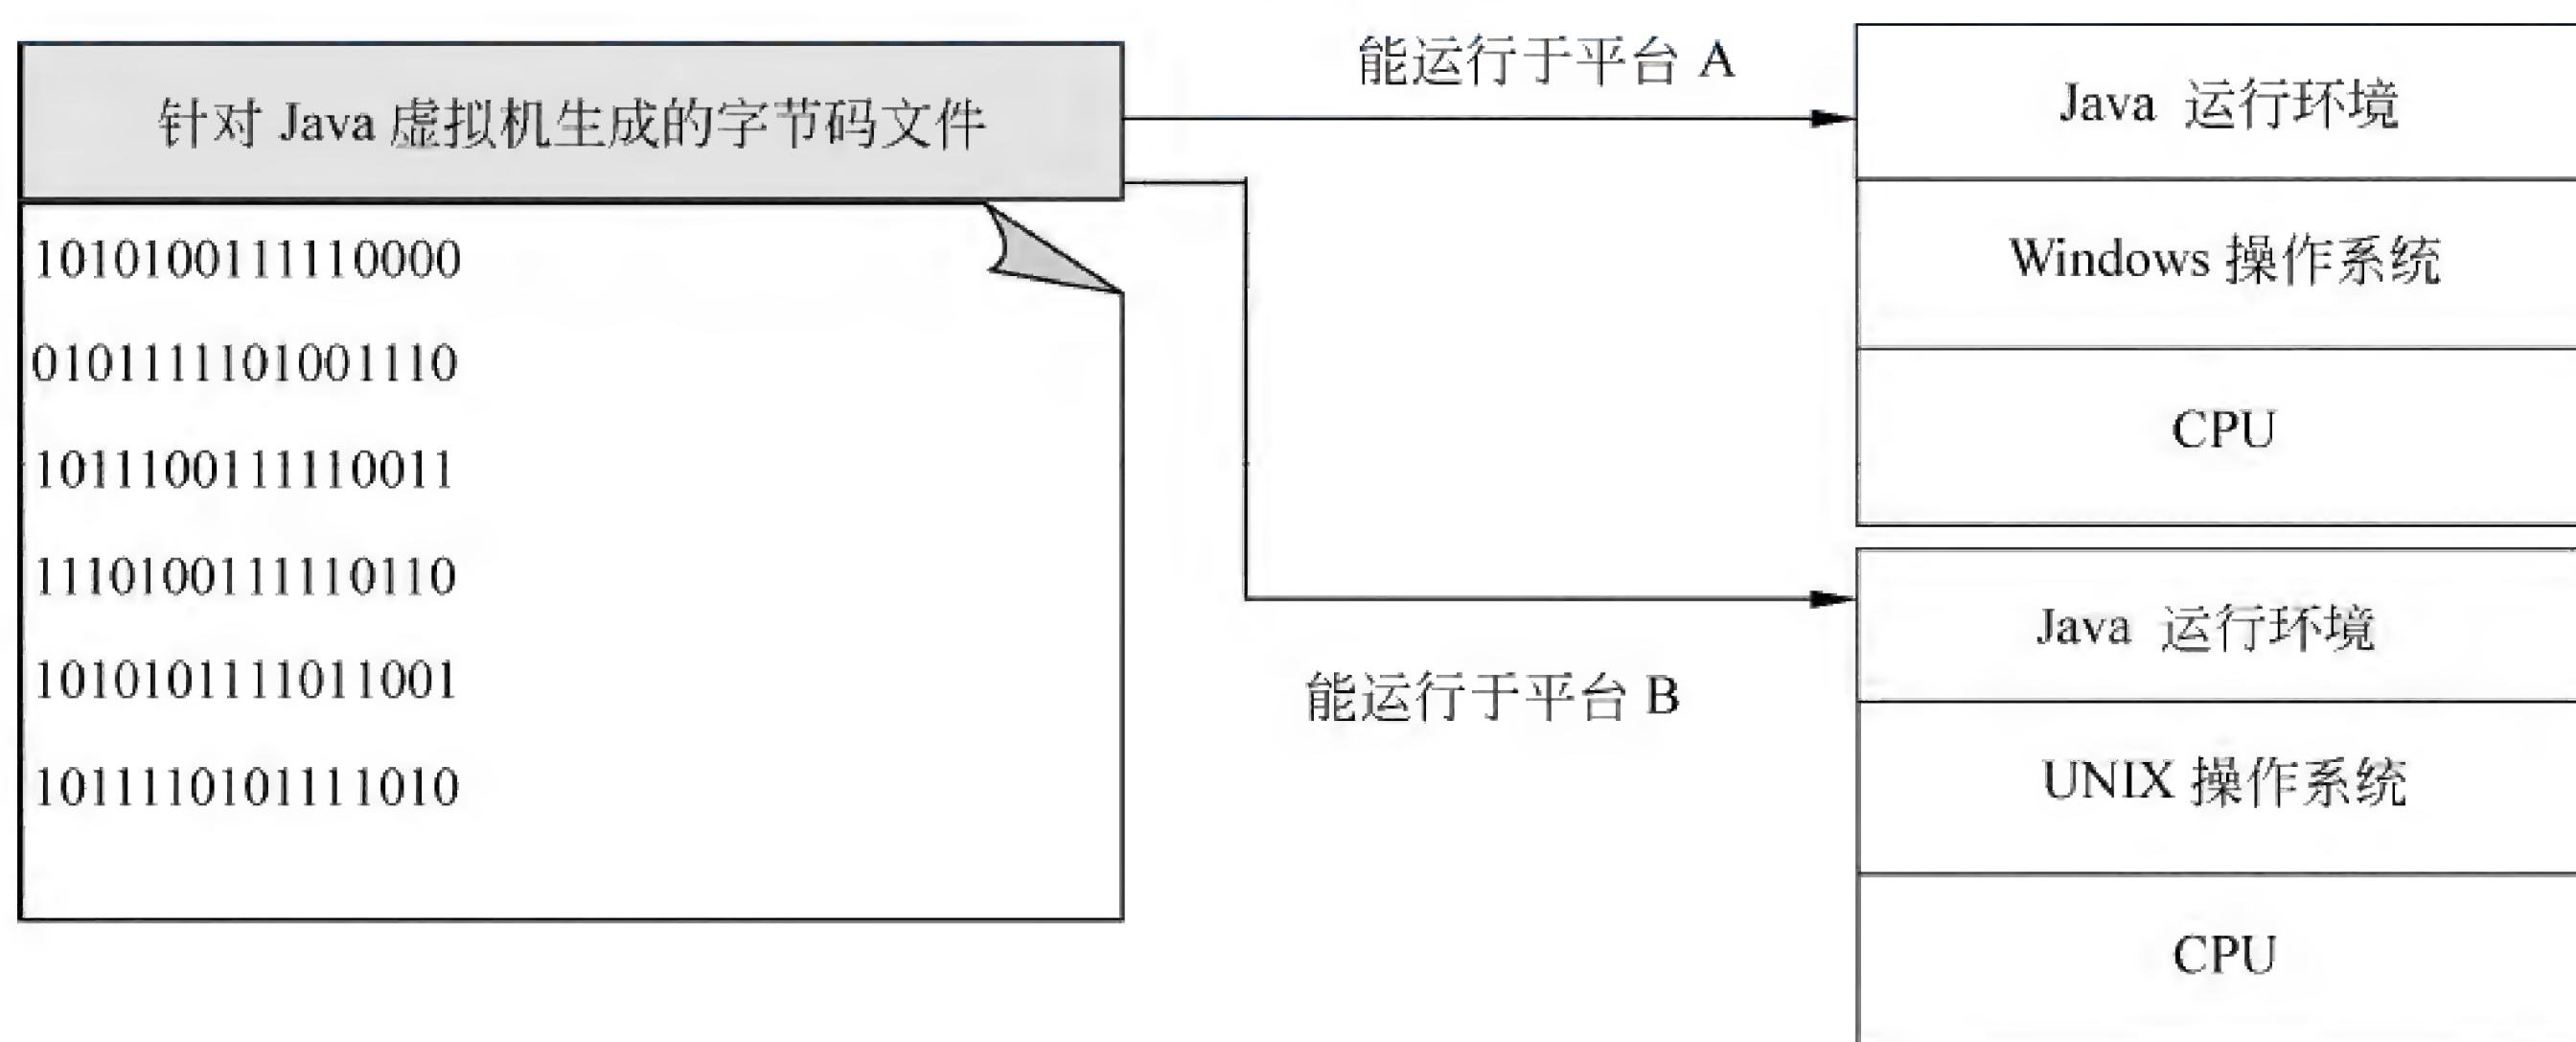 针对 Java 虚拟机生成的字节码文件
1010100111110000
0101111101001110
1011100111110011
1110100111110110
1010101111011001
1011110101111010
能运行于平台 A
Java 运行环境
Windows 操作系统
CPU
能运行于平台 B
Java 运行环境
UNIX 操作系统
CPU